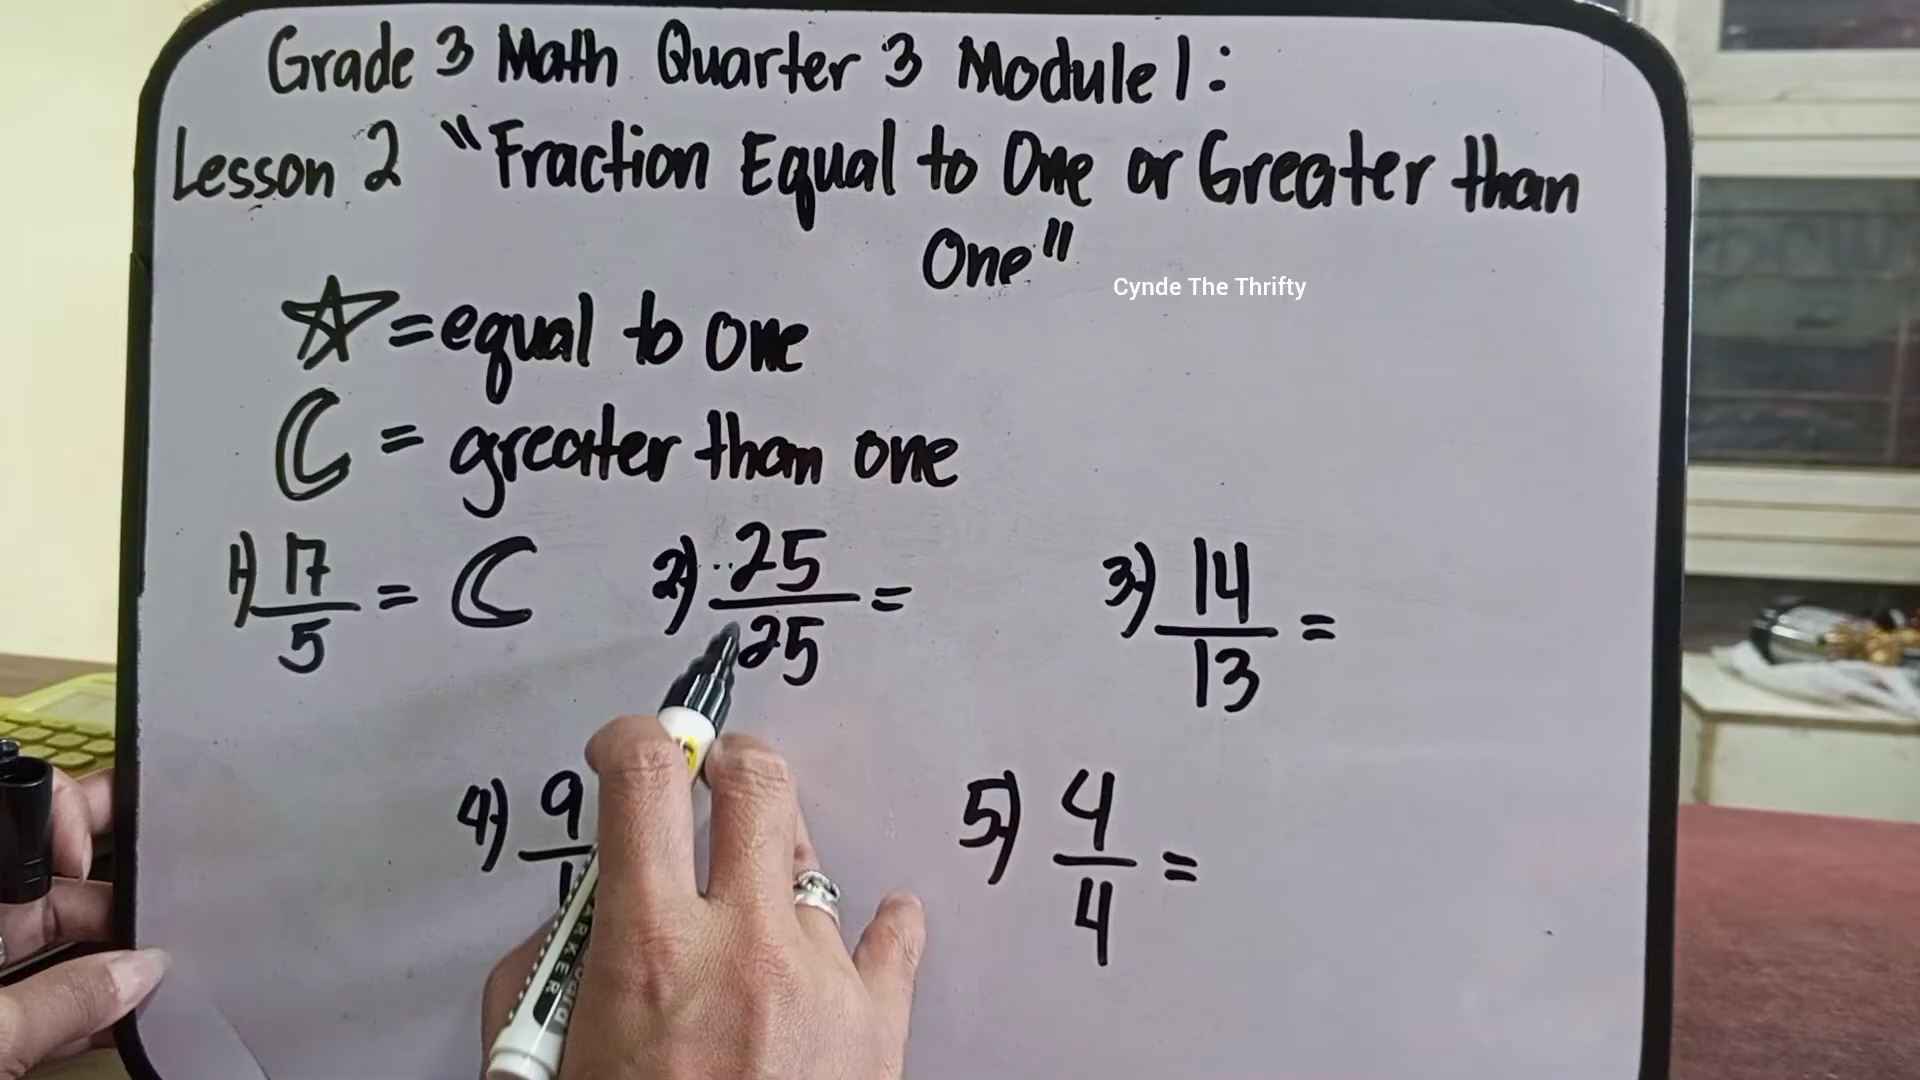 Grade 3 Math Quarter 3 Module 1:
Lesson 2 "Fraction Equal to One or Greater than
One"
Cynde The Thrifty
= equal to one
= greater than one
1) 17/5 = 2) 25/25 = 3) 14/13 =
4) 9 5) 4/4 =
ARKER